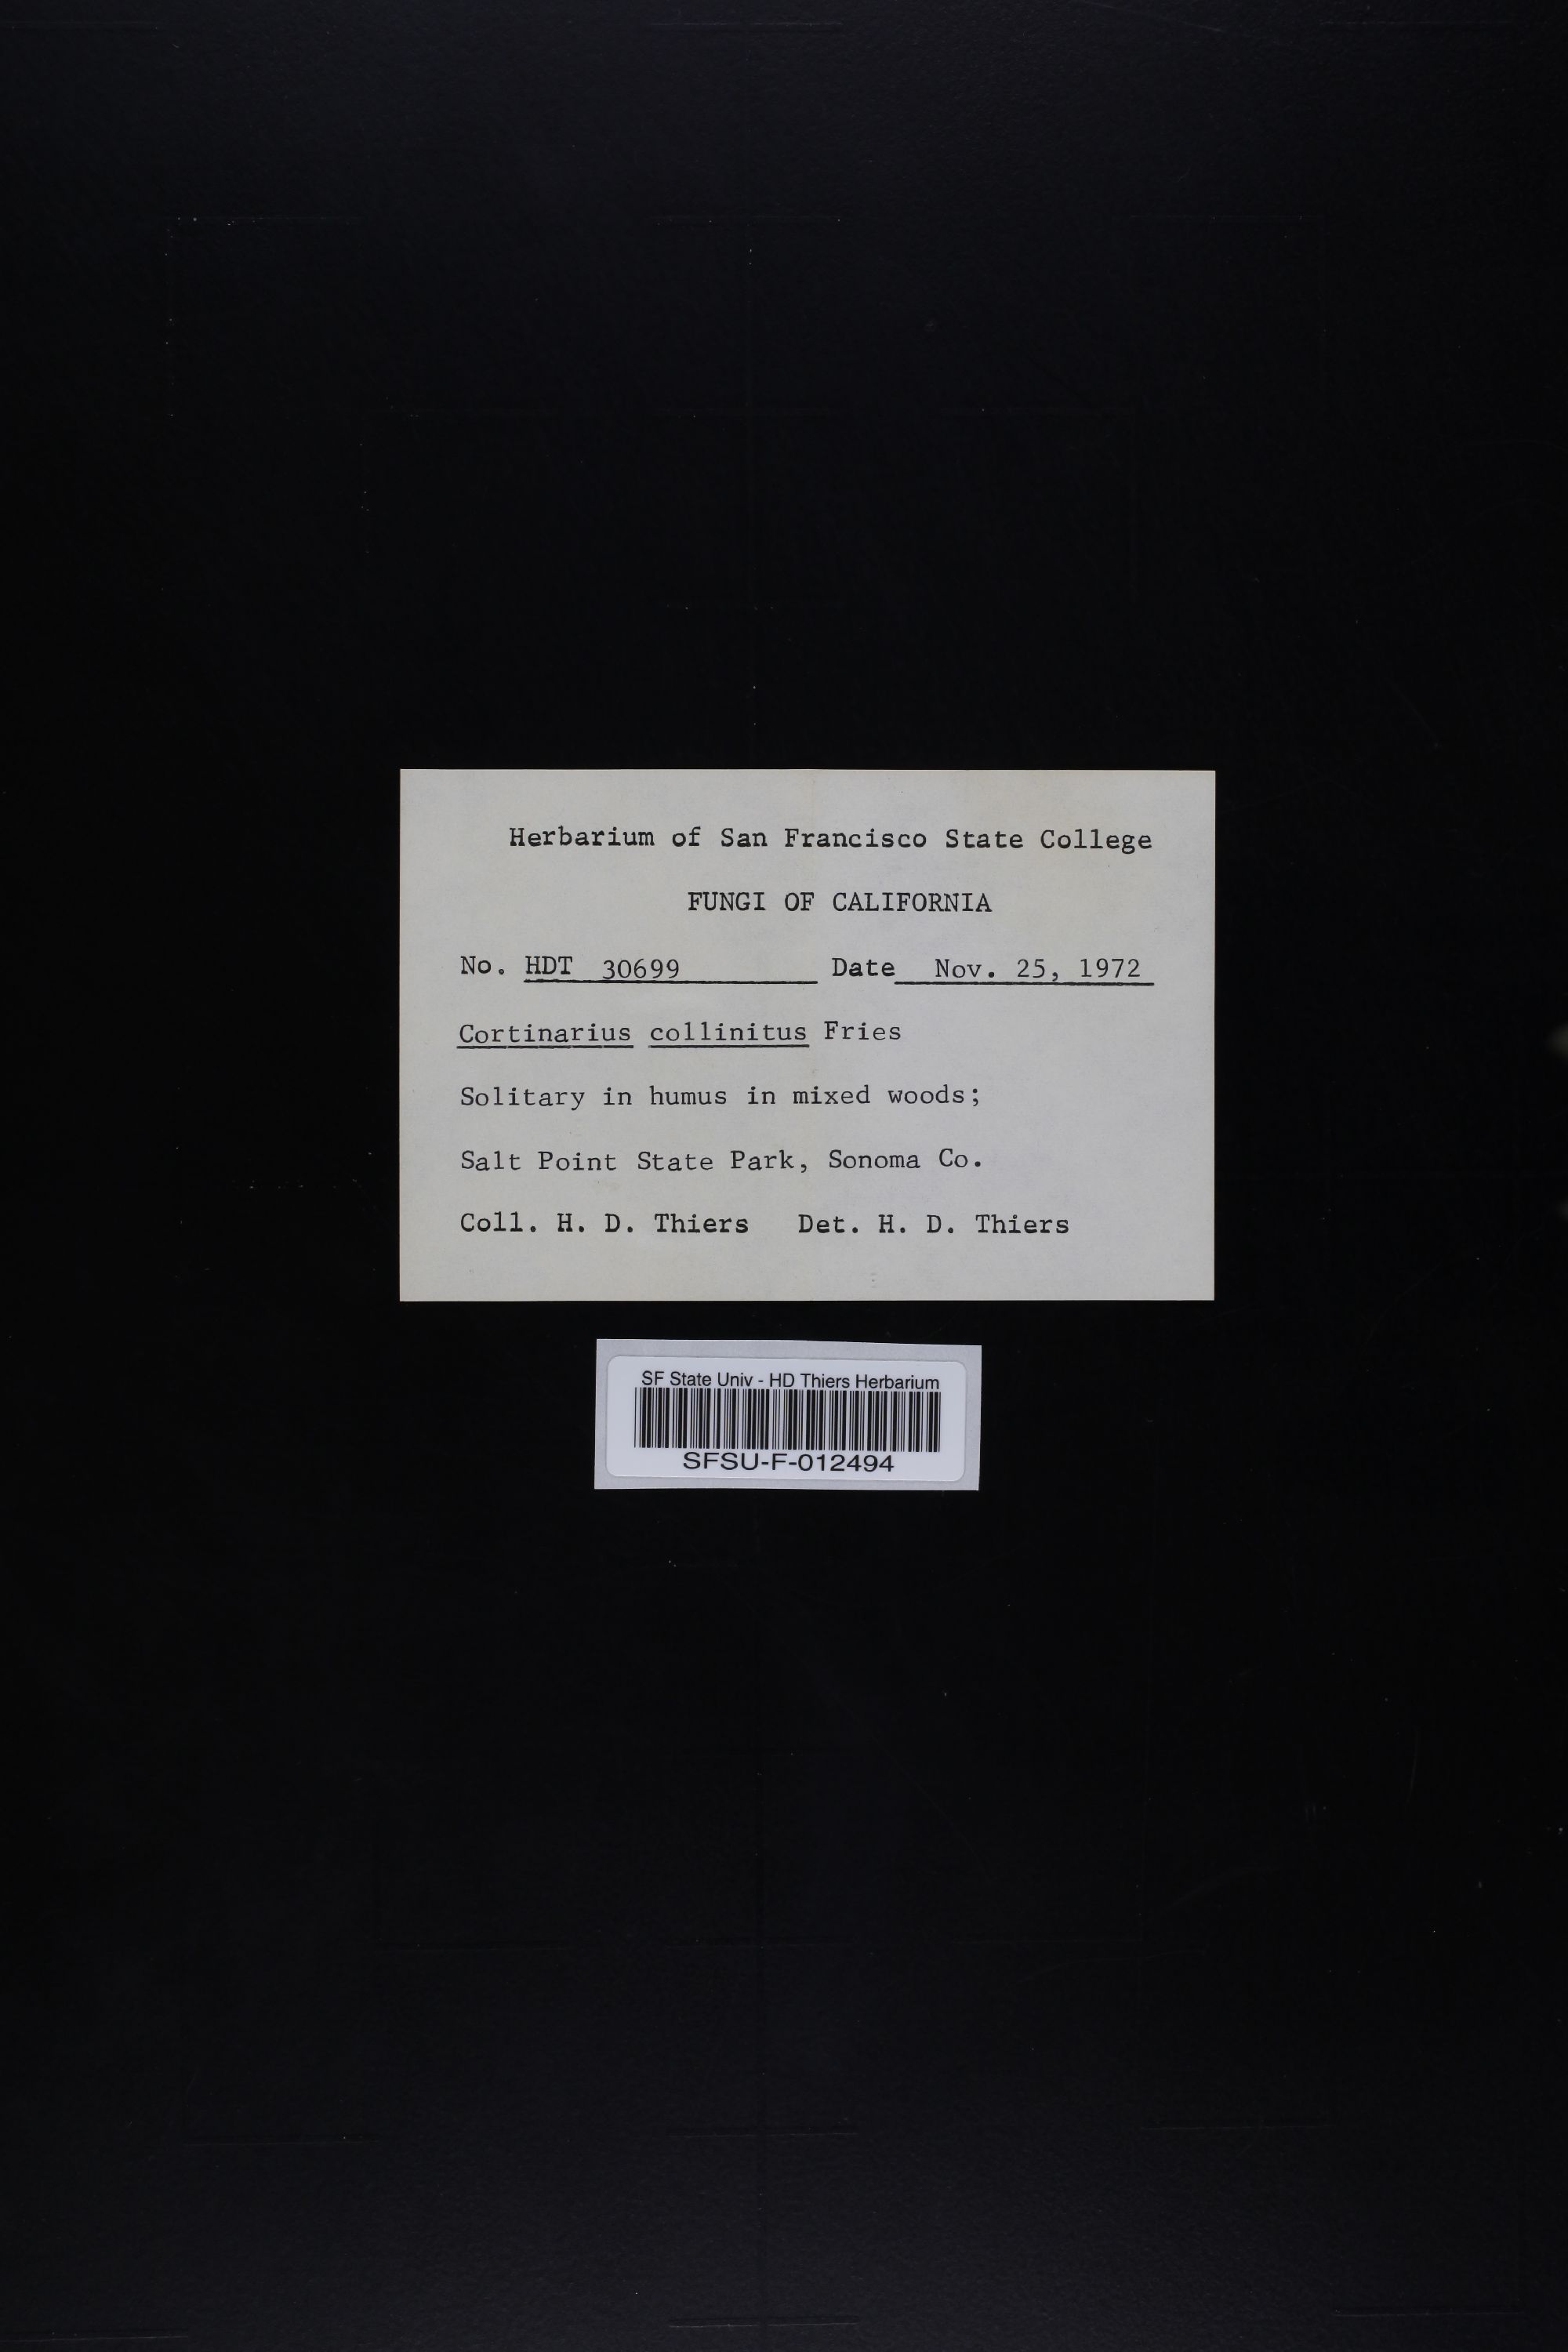 Herbarium of San Francisco State College
FUNGI OF CALIFORNIA
No. HDT 30699 Date Nov. 25, 1972
Cortinarius collinitus Fries
Solitary in humus in mixed woods;
Salt Point State Park, Sonoma Co.
Coll. H. D. Thiers Det. H. D. Thiers
SF State Univ - HD Thiers Herbarium
SFSU-F-012494